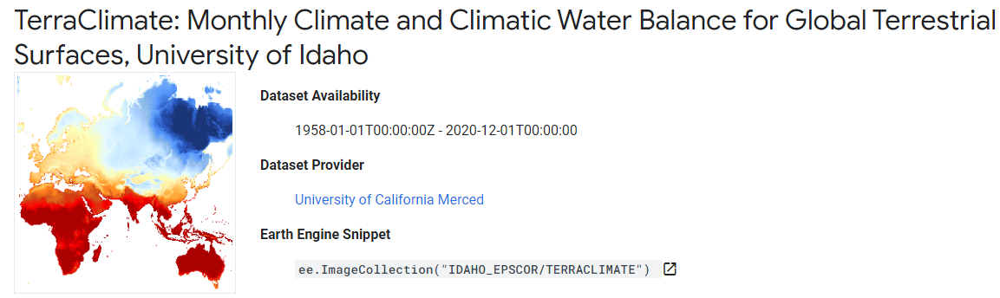 TerraClimate: Monthly Climate and Climatic Water Balance for Global Terrestrial
Surfaces, University of Idaho
Dataset Availability
1958-01-01T00:00:00Z - 2020-12-01T00:00:00
Dataset Provider
University of California Merced
Earth Engine Snippet
ee.ImageCollection("IDAHO_EPSCOR/TERRACLIMATE")